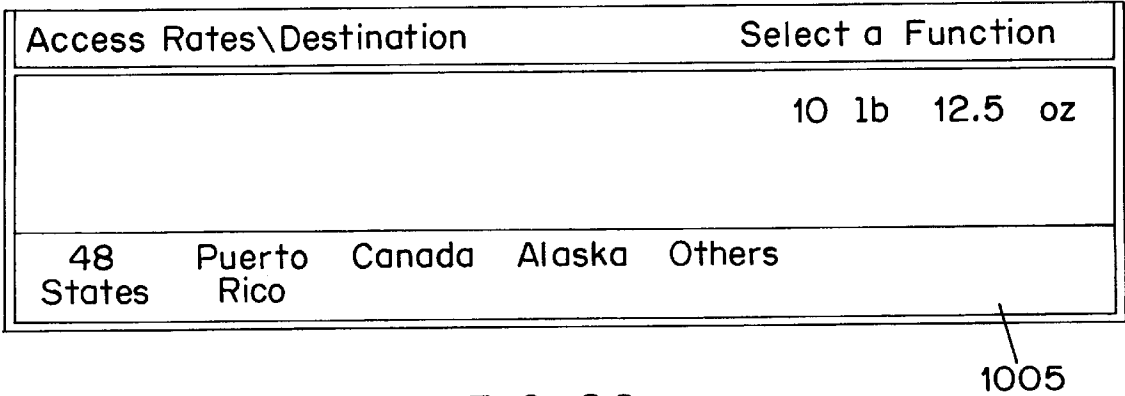 Access Rates\Destination Select a Function
10 lb 12.5 oz
48 States Puerto Rico Canada Alaska Others
1005